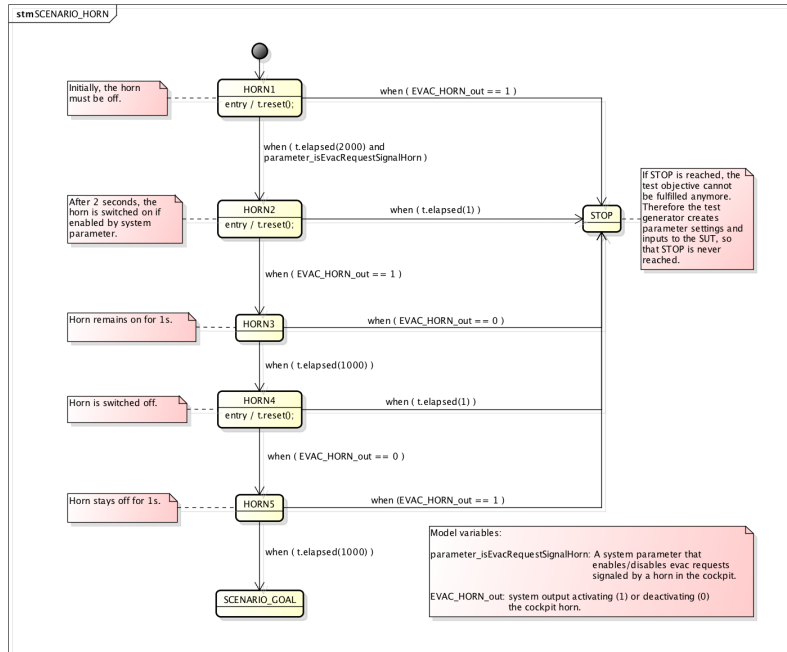 stm SCENARIO_HORN
Initially, the horn
must be off.
HORN1
entry / t.reset();
when ( EVAC_HORN_out == 1 )
when ( t.elapsed(2000) and
parameter_isEvacRequestSignalHorn )
If STOP is reached, the
test objective cannot
be fulfilled anymore.
Therefore the test
generator creates
parameter settings and
inputs to the SUT, so
that STOP is never
reached.
After 2 seconds, the
horn is switched on if
enabled by system
parameter.
HORN2
entry / t.reset();
when ( t.elapsed(1) )
STOP
when ( EVAC_HORN_out == 1 )
Horn remains on for 1s.
HORN3
when ( EVAC_HORN_out == 0 )
when ( t.elapsed(1000) )
Horn is switched off.
HORN4
entry / t.reset();
when ( t.elapsed(1) )
when ( EVAC_HORN_out == 0 )
Horn stays off for 1s.
HORN5
when (EVAC_HORN_out == 1 )
when ( t.elapsed(1000) )
SCENARIO_GOAL
Model variables:
parameter_isEvacRequestSignalHorn: A system parameter that
enables/disables evac requests
signaled by a horn in the cockpit.
EVAC_HORN_out: system output activating (1) or deactivating (0)
the cockpit horn.